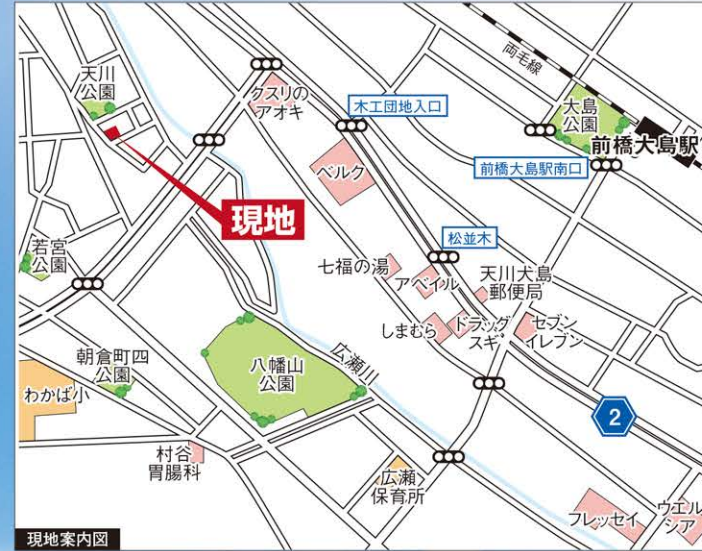 両毛線
天川
公園
クスリの
アオキ
木工団地入口
大島
公園
前橋大島駅
前橋大島駅南口
ベルク
現地
松並木
若宮
公園
七福の湯
アベイル
天川大島
郵便局
しまむら
ドラッグ
スギ
セブン
イレブン
朝倉町四
公園
わかば小
八幡山
公園
広瀬川
2
村谷
胃腸科
広瀬
保育所
フレッセイ
ウエル
シア
現地案内図